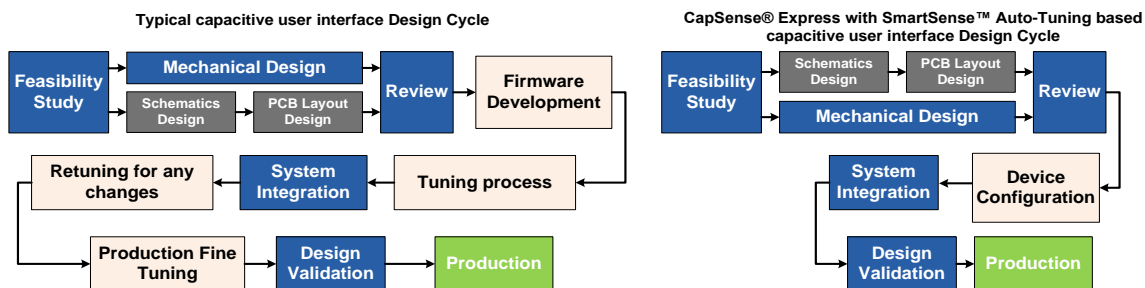 Typical capacitive user interface Design Cycle
Feasibility
Study
Mechanical Design
Schematics
Design
PCB Layout
Design
Review
Firmware
Development
Retuning for any
changes
System
Integration
Tuning process
Production Fine
Tuning
Design
Validation
Production
CapSense® Express with SmartSense™ Auto-Tuning based
capacitive user interface Design Cycle
Feasibility
Study
Schematics
Design
PCB Layout
Design
Mechanical Design
Review
System
Integration
Device
Configuration
Design
Validation
Production